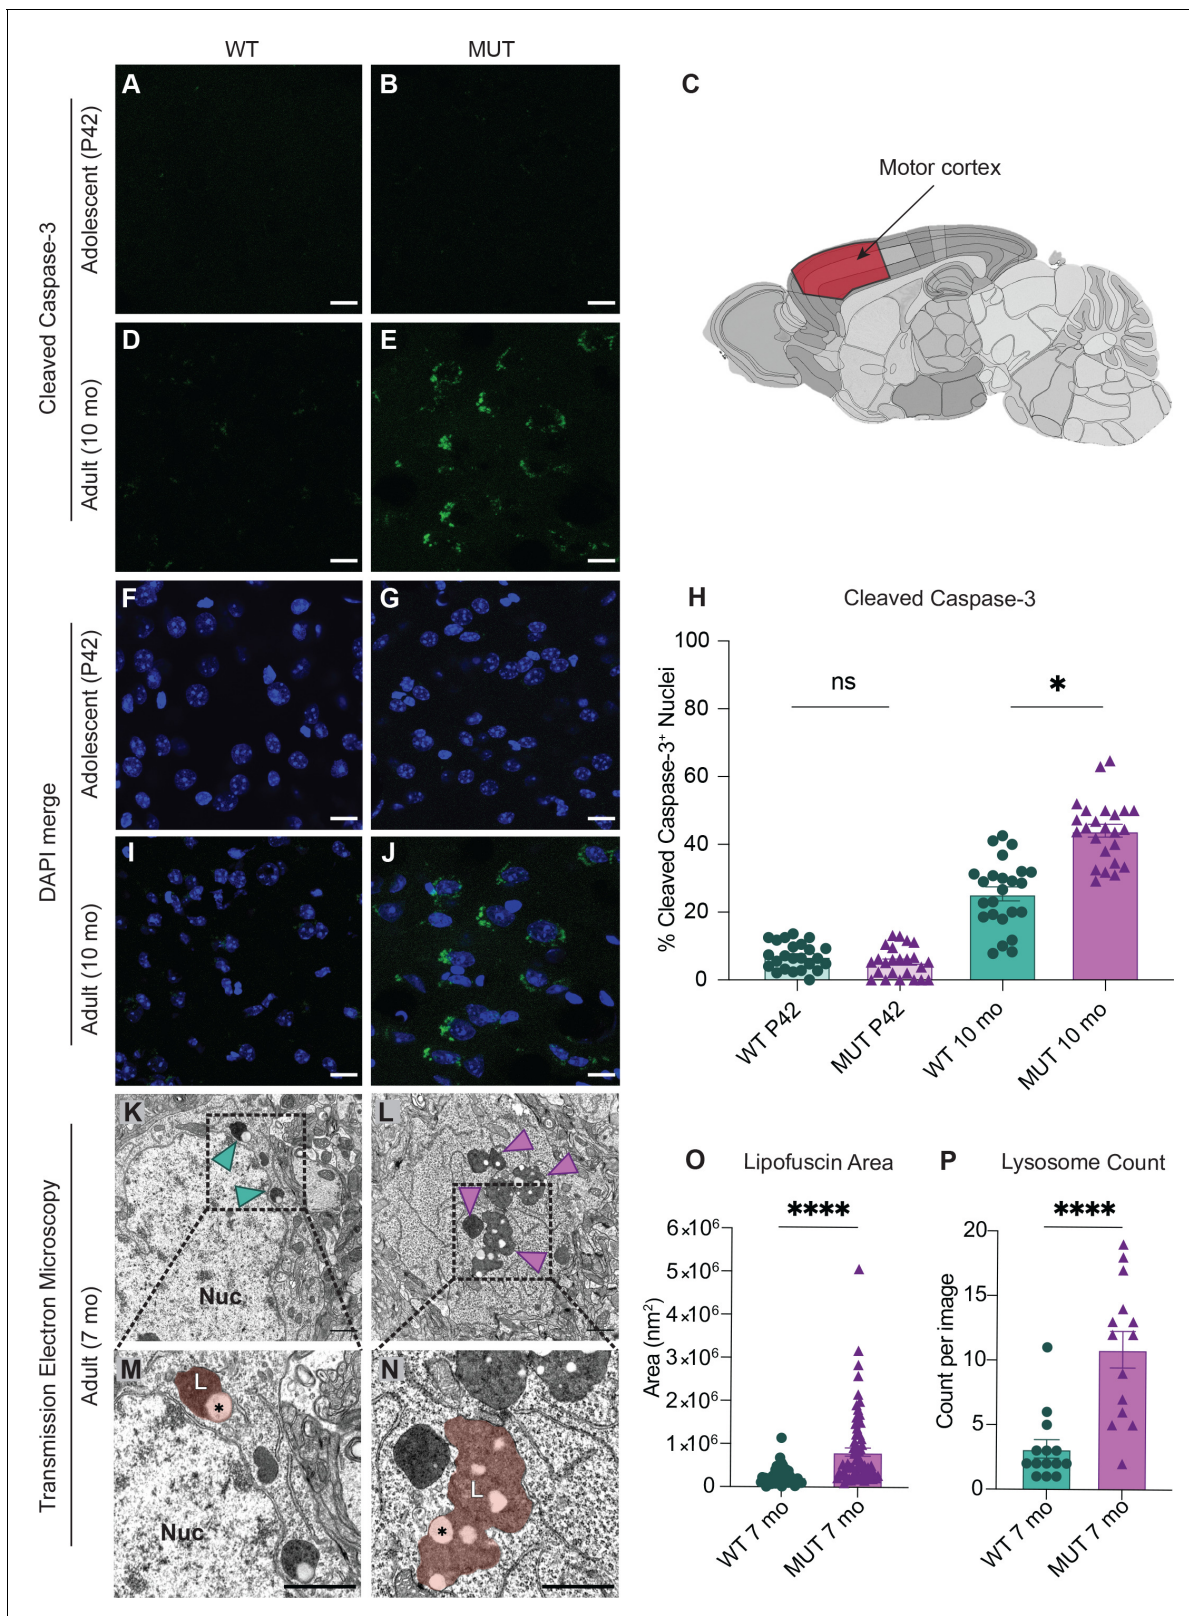 WT
MUT
A
B
C
Motor cortex
Cleaved Caspase-3
Adolescent (P42)
Adult (10 mo)
D
E
F
G
DAPI merge
Adolescent (P42)
Adult (10 mo)
I
J
H
Cleaved Caspase-3
% Cleaved Caspase-3⁺ Nuclei
100
80
60
40
20
0
ns
*
WT P42
MUT P42
WT 10 mo
MUT 10 mo
Transmission Electron Microscopy
Adult (7 mo)
K
Nuc
L
M
L
*
Nuc
N
L
*
O
Lipofuscin Area
****
Area (nm²)
6×10⁶
5×10⁶
4×10⁶
3×10⁶
2×10⁶
1×10⁶
0
WT 7 mo
MUT 7 mo
P
Lysosome Count
****
Count per image
20
15
10
5
0
WT 7 mo
MUT 7 mo